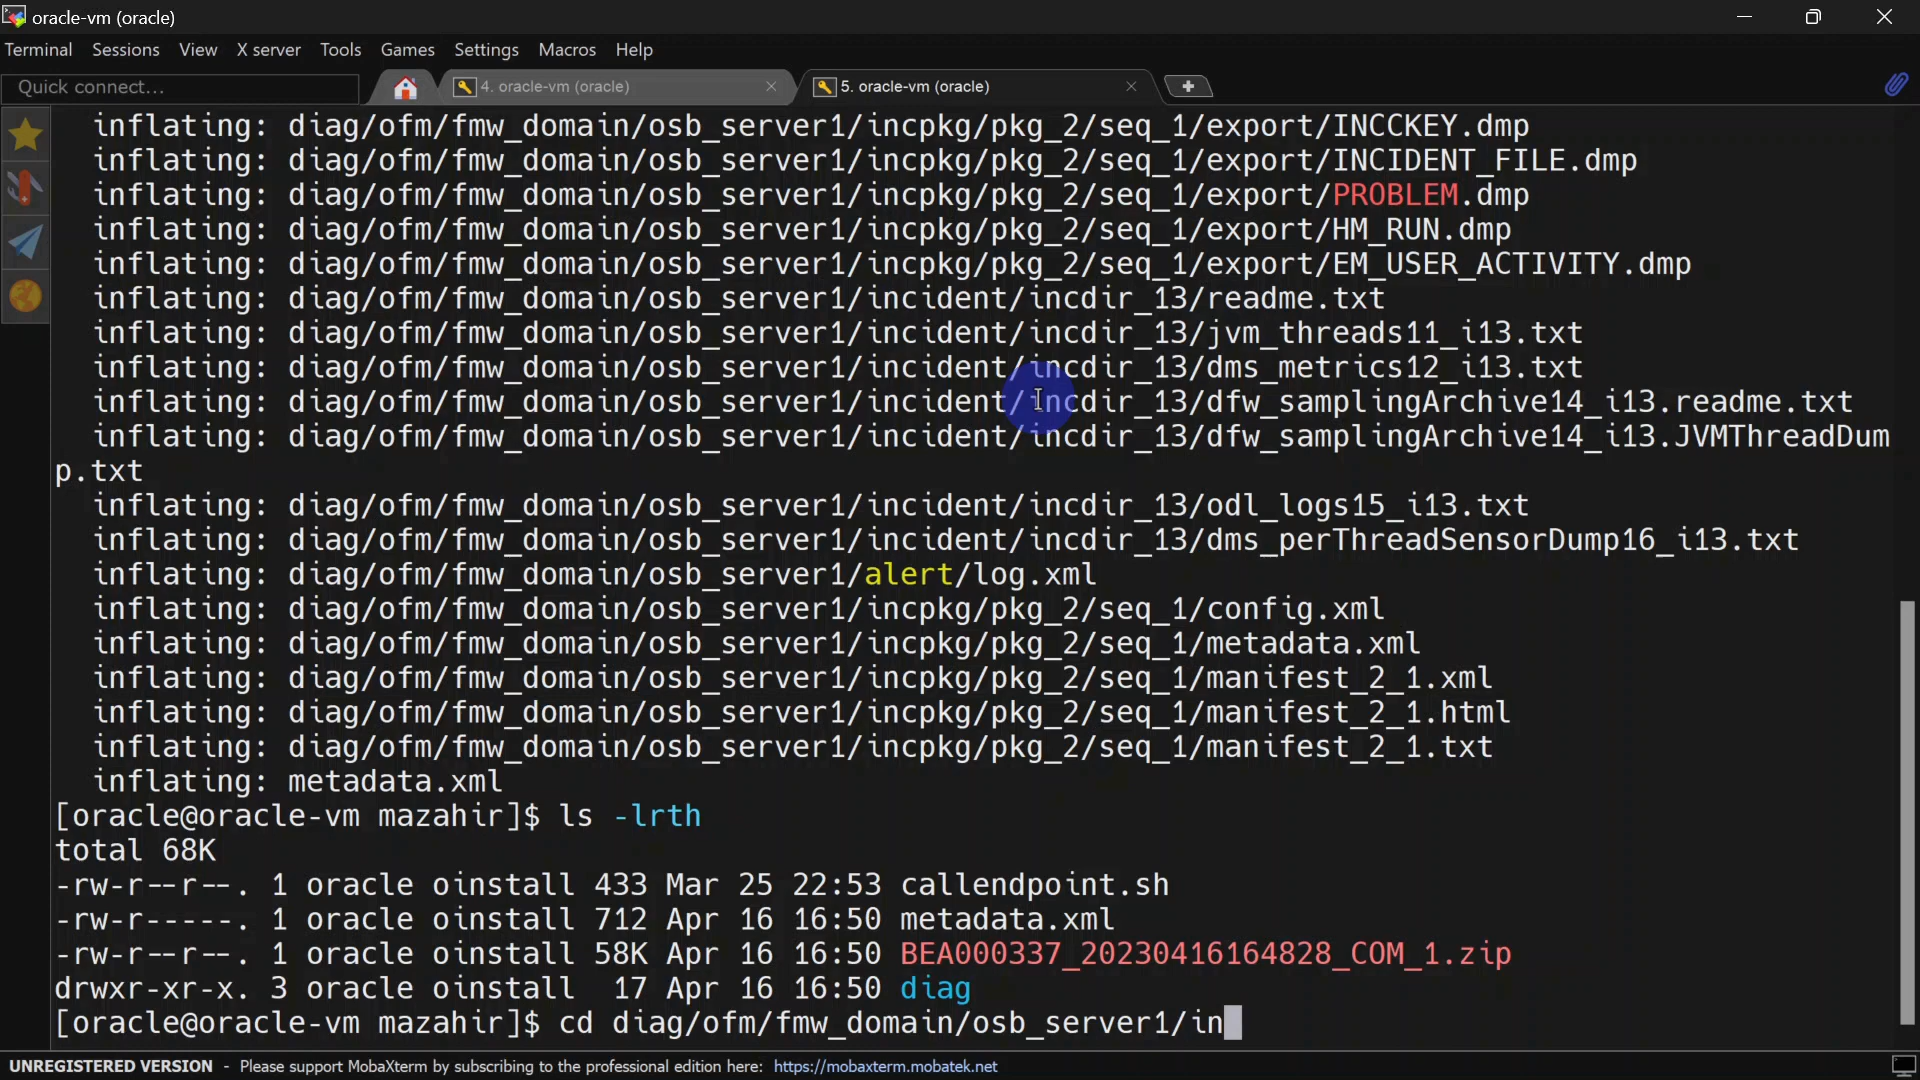 oracle-vm (oracle)
Terminal Sessions View X server Tools Games Settings Macros Help
Quick connect... 4. oracle-vm (oracle) 5. oracle-vm (oracle)
inflating: diag/ofm/fmw_domain/osb_server1/incpkg/pkg_2/seq_1/export/INCCKEY.dmp
inflating: diag/ofm/fmw_domain/osb_server1/incpkg/pkg_2/seq_1/export/INCIDENT_FILE.dmp
inflating: diag/ofm/fmw_domain/osb_server1/incpkg/pkg_2/seq_1/export/PROBLEM.dmp
inflating: diag/ofm/fmw_domain/osb_server1/incpkg/pkg_2/seq_1/export/HM_RUN.dmp
inflating: diag/ofm/fmw_domain/osb_server1/incpkg/pkg_2/seq_1/export/EM_USER_ACTIVITY.dmp
inflating: diag/ofm/fmw_domain/osb_server1/incident/incdir_13/readme.txt
inflating: diag/ofm/fmw_domain/osb_server1/incident/incdir_13/jvm_threads11_i13.txt
inflating: diag/ofm/fmw_domain/osb_server1/incident/incdir_13/dms_metrics12_i13.txt
inflating: diag/ofm/fmw_domain/osb_server1/incident/incdir_13/dfw_samplingArchive14_i13.readme.txt
inflating: diag/ofm/fmw_domain/osb_server1/incident/incdir_13/dfw_samplingArchive14_i13.JVMThreadDum
p.txt
inflating: diag/ofm/fmw_domain/osb_server1/incident/incdir_13/odl_logs15_i13.txt
inflating: diag/ofm/fmw_domain/osb_server1/incident/incdir_13/dms_perThreadSensorDump16_i13.txt
inflating: diag/ofm/fmw_domain/osb_server1/alert/log.xml
inflating: diag/ofm/fmw_domain/osb_server1/incpkg/pkg_2/seq_1/config.xml
inflating: diag/ofm/fmw_domain/osb_server1/incpkg/pkg_2/seq_1/metadata.xml
inflating: diag/ofm/fmw_domain/osb_server1/incpkg/pkg_2/seq_1/manifest_2_1.xml
inflating: diag/ofm/fmw_domain/osb_server1/incpkg/pkg_2/seq_1/manifest_2_1.html
inflating: diag/ofm/fmw_domain/osb_server1/incpkg/pkg_2/seq_1/manifest_2_1.txt
inflating: metadata.xml
[oracle@oracle-vm mazahir]$ ls -lrth
total 68K
-rw-r--r--. 1 oracle oinstall 433 Mar 25 22:53 callendpoint.sh
-rw-r-----. 1 oracle oinstall 712 Apr 16 16:50 metadata.xml
-rw-r--r--. 1 oracle oinstall 58K Apr 16 16:50 BEA000337_20230416164828_COM_1.zip
drwxr-xr-x. 3 oracle oinstall  17 Apr 16 16:50 diag
[oracle@oracle-vm mazahir]$ cd diag/ofm/fmw_domain/osb_server1/in
UNREGISTERED VERSION - Please support MobaXterm by subscribing to the professional edition here: https://mobaxterm.mobatek.net